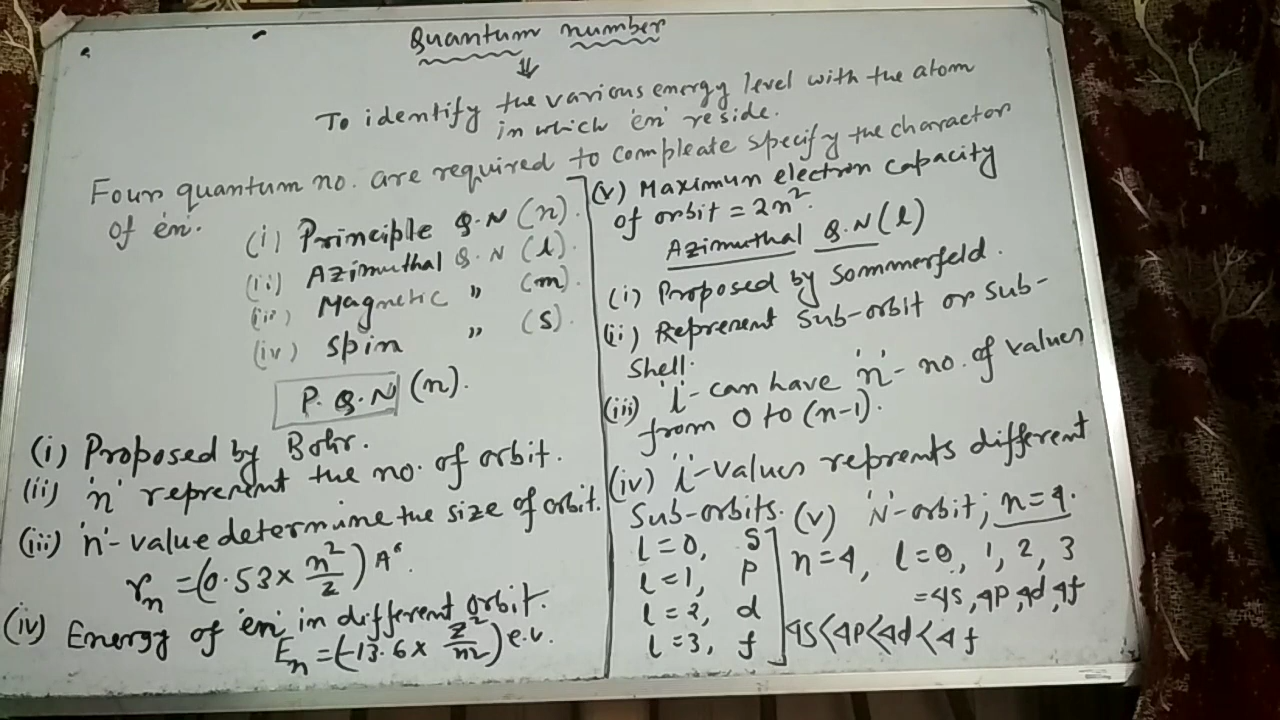 Quantum number
⇓
To identify the various energy level with the atom
in which 'en' reside.
Four quantum no. are required to compleate specify the charactor
of 'en'.
(i) Principle Q.N (n).
(ii) Azimuthal Q.N (l).
(iii) Magnetic " (m).
(iv) Spin " (s).
P.Q.N (n).
(i) Proposed by Bohr.
(ii) 'n' reprenent the no. of orbit.
(iii) 'n'-value determine the size of orbit.
rn = (0.53 × n²/z) A°.
(iv) Energy of 'en' in different orbit.
En = (-13.6 × z²/n²) e.v.
(v) Maximum electron capacity
of orbit = 2n².
Azimuthal Q.N (l)
(i) Proposed by Sommerfeld.
(ii) Reprenent Sub-orbit or sub-
shell.
(iii) 'l'-can have 'n'- no. of values
from 0 to (n-1).
(iv) 'l'-values reprents different
Sub-orbits.
l=0, S
l=1, P
l=2, d
l=3, f
(v) 'N'-orbit; n=4.
n=4, l=0, 1, 2, 3
=4s, 4p, 4d, 4f
4s<4p<4d<4f